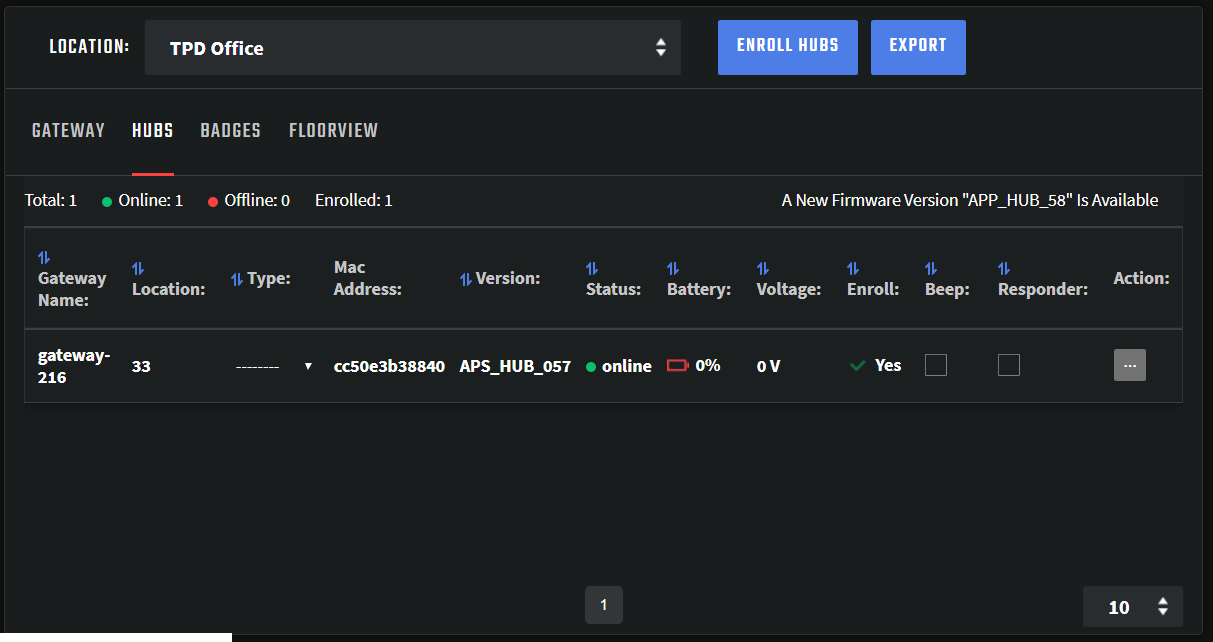 LOCATION: TPD Office ENROLL HUBS EXPORT
GATEWAY HUBS BADGES FLOORVIEW
Total: 1 Online: 1 Offline: 0 Enrolled: 1 A New Firmware Version "APP_HUB_58" Is Available
Gateway Name: Location: Type: Mac Address: Version: Status: Battery: Voltage: Enroll: Beep: Responder: Action:
gateway-216 33 -------- ▼ cc50e3b38840 APS_HUB_057 online 0% 0 V Yes ...
1 10